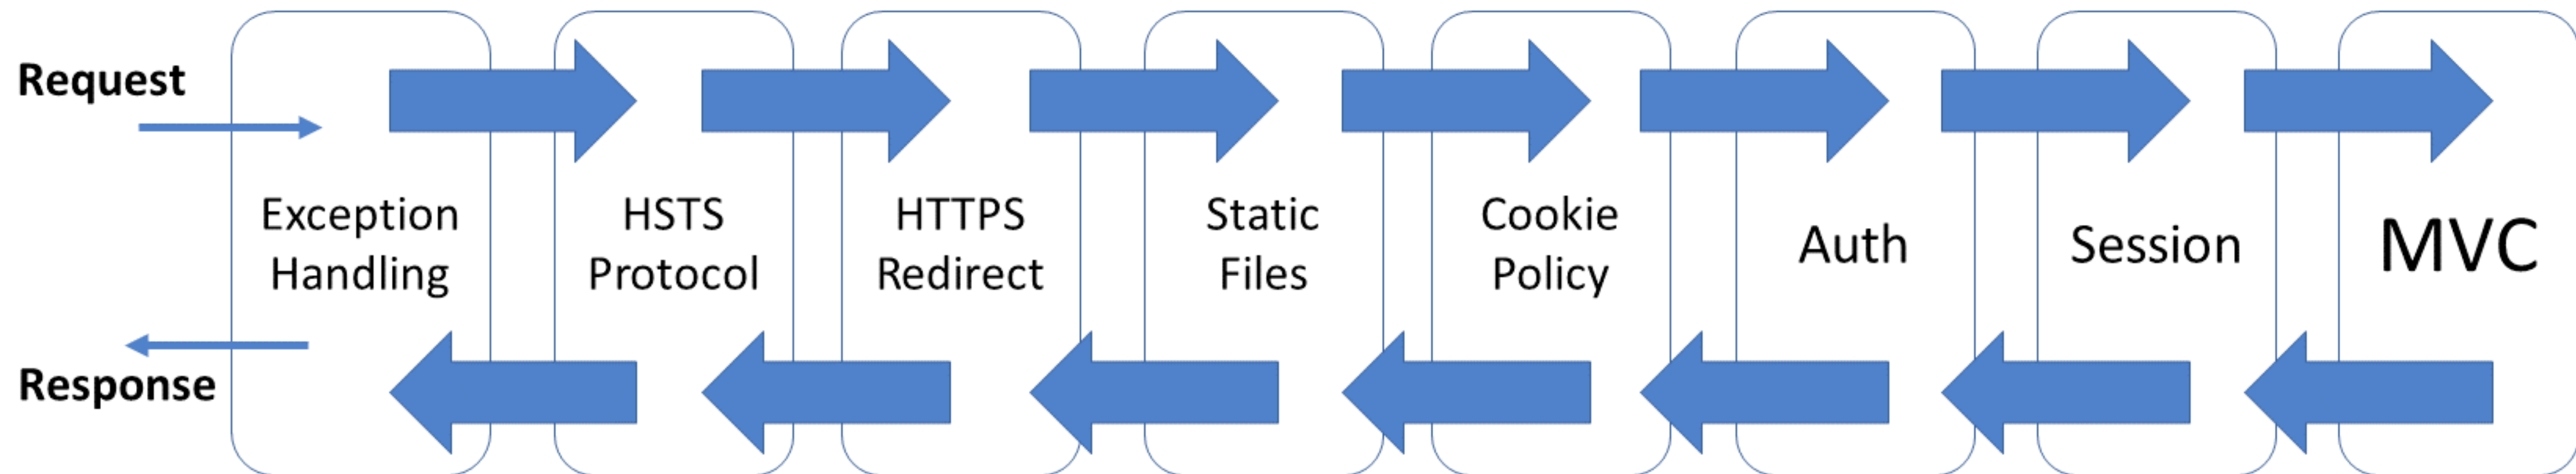 Request
Exception
Handling
HSTS
Protocol
HTTPS
Redirect
Static
Files
Cookie
Policy
Auth
Session
MVC
Response